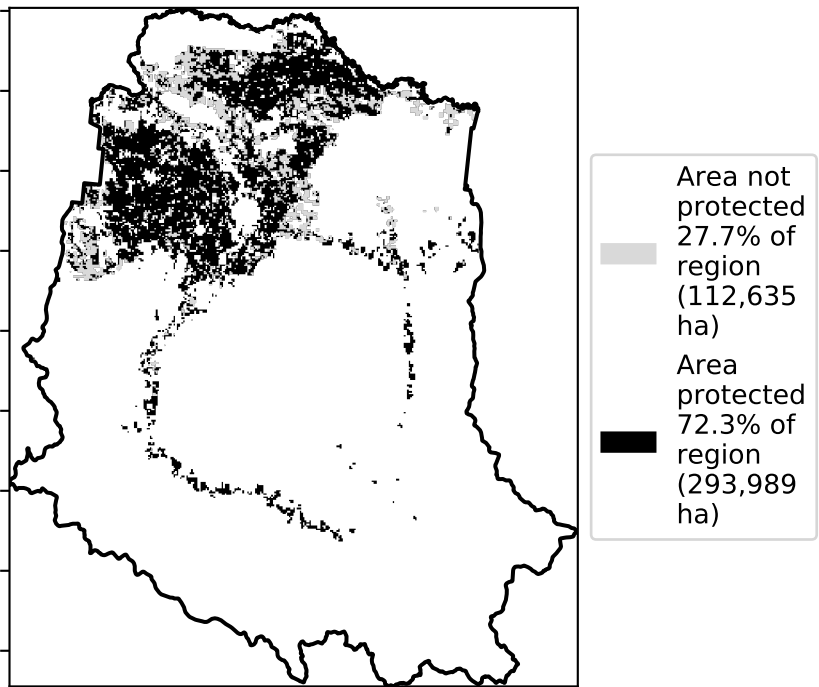 Area not
protected
27.7% of
region
(112,635
ha)
Area
protected
72.3% of
region
(293,989
ha)